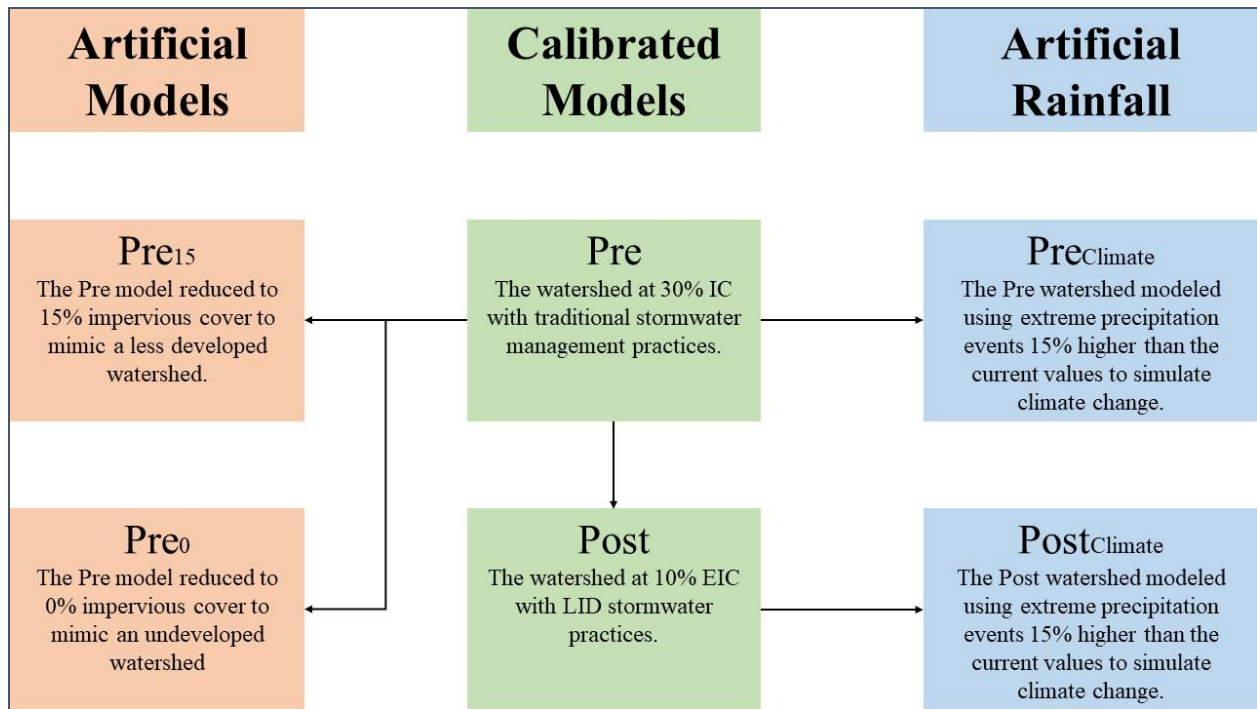 Artificial
Models
Calibrated
Models
Artificial
Rainfall
Pre15
The Pre model reduced to
15% impervious cover to
mimic a less developed
watershed.
Pre
The watershed at 30% IC
with traditional stormwater
management practices.
PreClimate
The Pre watershed modeled
using extreme precipitation
events 15% higher than the
current values to simulate
climate change.
Pre0
The Pre model reduced to
0% impervious cover to
mimic an undeveloped
watershed
Post
The watershed at 10% EIC
with LID stormwater
practices.
PostClimate
The Post watershed modeled
using extreme precipitation
events 15% higher than the
current values to simulate
climate change.